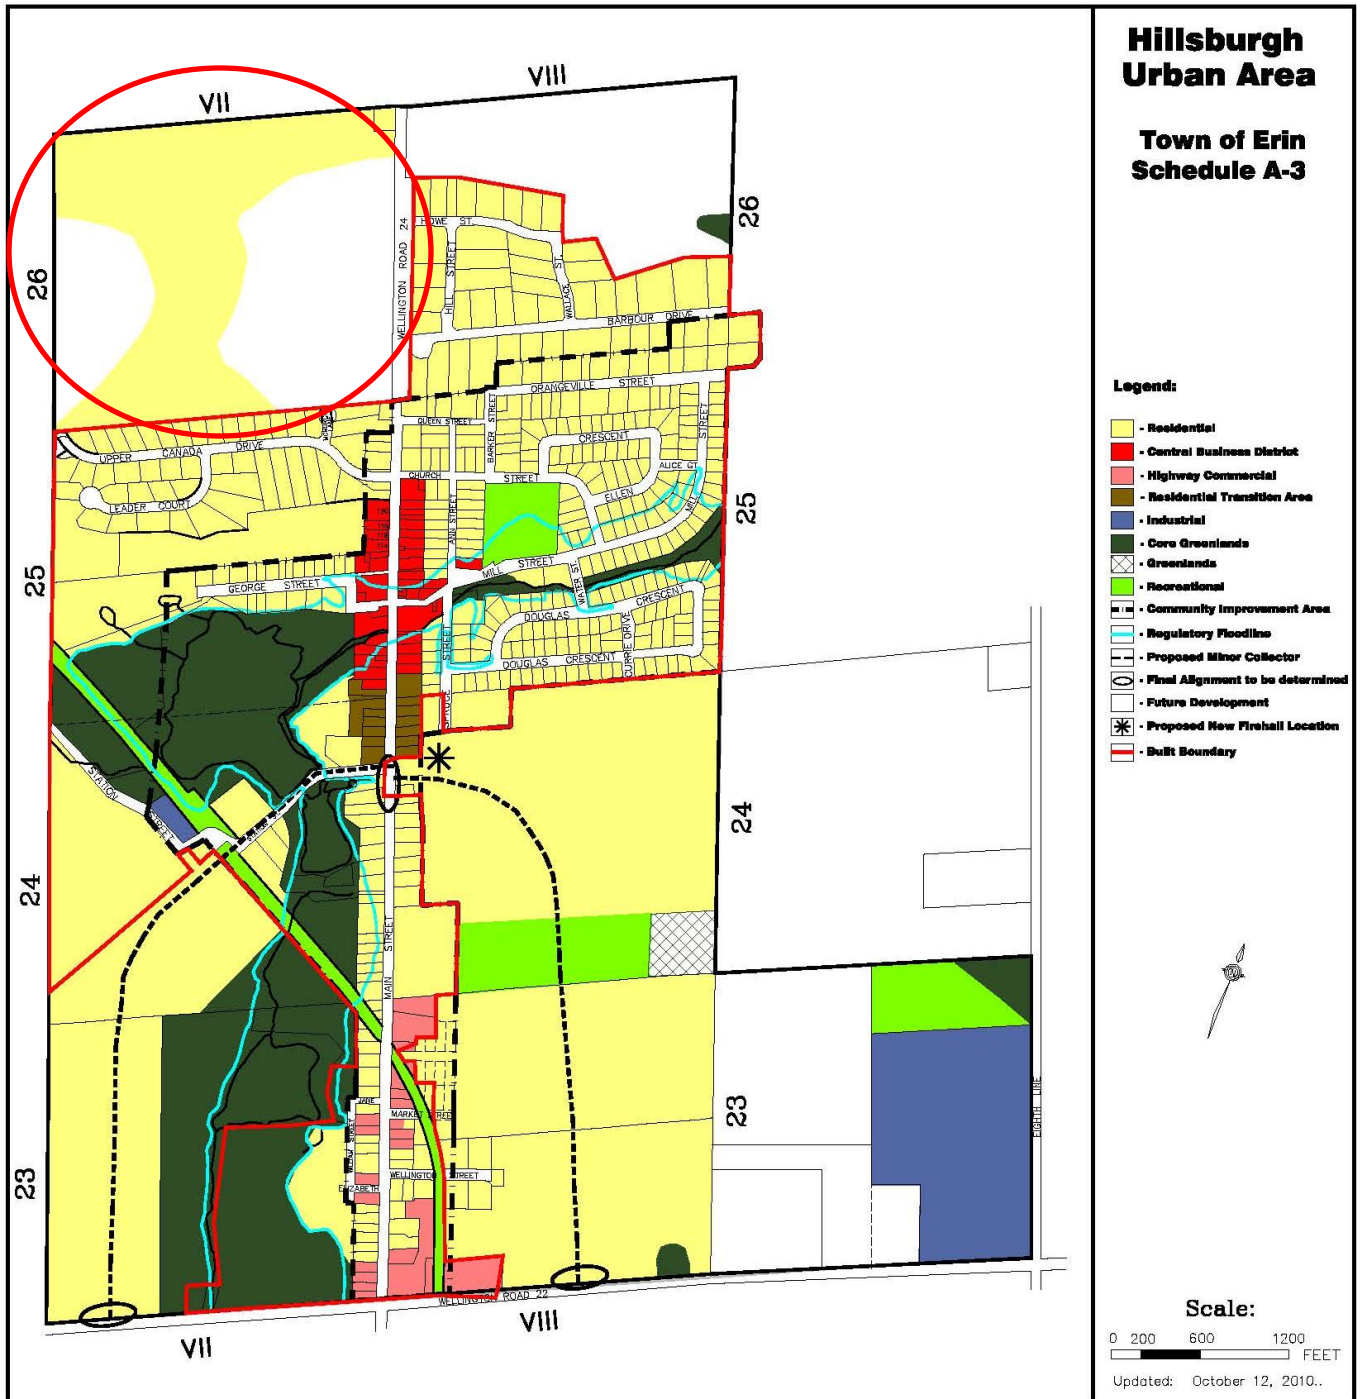 Hillsburgh
Urban Area
Town of Erin
Schedule A-3
Legend:
- Residential
- Central Business District
- Highway Commercial
- Residential Transition Area
- Industrial
- Core Greenlands
- Greenlands
- Recreational
- Community Improvement Area
- Regulatory Floodline
- Proposed Minor Collector
- Final Alignment to be determined
- Future Development
- Proposed New Firehall Location
- Built Boundary
Scale:
0 200 600 1200
FEET
Updated: October 12, 2010..
VII
VIII
26
26
WELLINGTON ROAD 24
HOWE ST.
HILL STREET
WALLACE ST.
BARBOUR DRIVE
ORANGEVILLE STREET
QUEEN STREET
BARKER STREET
CRESCENT
STREET
UPPER CANADA DRIVE
CHURCH STREET
ALICE CT
ELLEN
LEADER COURT
ANN STREET
MILL
25
25
MILL STREET
GEORGE STREET
WATER ST.
DOUGLAS CRESCENT
DOUGLAS CRESCENT
CURRIE DRIVE
SPRUCE STREET
STATION STREET
24
24
MAIN STREET
23
23
EIGHTH LINE
JANE
MARKET STREET
WELLINGTON STREET
ELIZABETH
WELLINGTON ROAD 22
VII
VIII